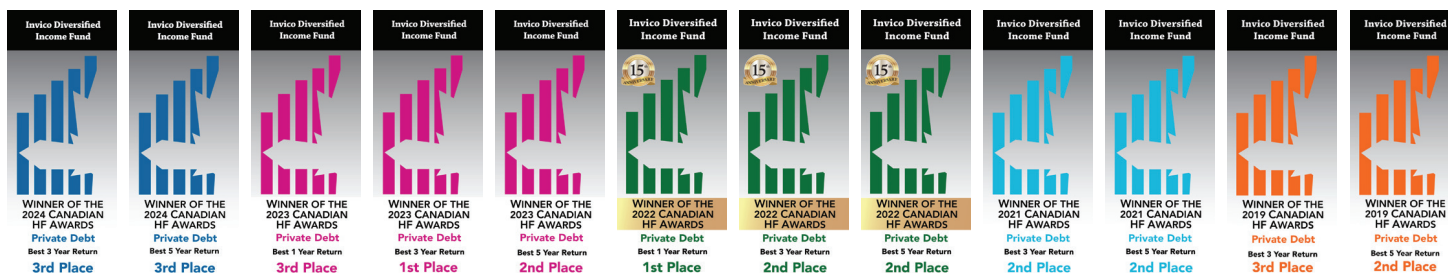 Invico Diversified
Income Fund
WINNER OF THE
2024 CANADIAN
HF AWARDS
Private Debt
Best 3 Year Return
3rd Place
Invico Diversified
Income Fund
WINNER OF THE
2024 CANADIAN
HF AWARDS
Private Debt
Best 5 Year Return
3rd Place
Invico Diversified
Income Fund
WINNER OF THE
2023 CANADIAN
HF AWARDS
Private Debt
Best 1 Year Return
3rd Place
Invico Diversified
Income Fund
WINNER OF THE
2023 CANADIAN
HF AWARDS
Private Debt
Best 3 Year Return
1st Place
Invico Diversified
Income Fund
WINNER OF THE
2023 CANADIAN
HF AWARDS
Private Debt
Best 5 Year Return
2nd Place
Invico Diversified
Income Fund
15th
ANNIVERSARY
WINNER OF THE
2022 CANADIAN
HF AWARDS
Private Debt
Best 1 Year Return
1st Place
Invico Diversified
Income Fund
15th
ANNIVERSARY
WINNER OF THE
2022 CANADIAN
HF AWARDS
Private Debt
Best 3 Year Return
2nd Place
Invico Diversified
Income Fund
15th
ANNIVERSARY
WINNER OF THE
2022 CANADIAN
HF AWARDS
Private Debt
Best 5 Year Return
2nd Place
Invico Diversified
Income Fund
WINNER OF THE
2021 CANADIAN
HF AWARDS
Private Debt
Best 3 Year Return
2nd Place
Invico Diversified
Income Fund
WINNER OF THE
2021 CANADIAN
HF AWARDS
Private Debt
Best 5 Year Return
2nd Place
Invico Diversified
Income Fund
WINNER OF THE
2019 CANADIAN
HF AWARDS
Private Debt
Best 3 Year Return
3rd Place
Invico Diversified
Income Fund
WINNER OF THE
2019 CANADIAN
HF AWARDS
Private Debt
Best 5 Year Return
2nd Place